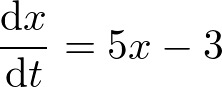 dx/dt = 5x − 3